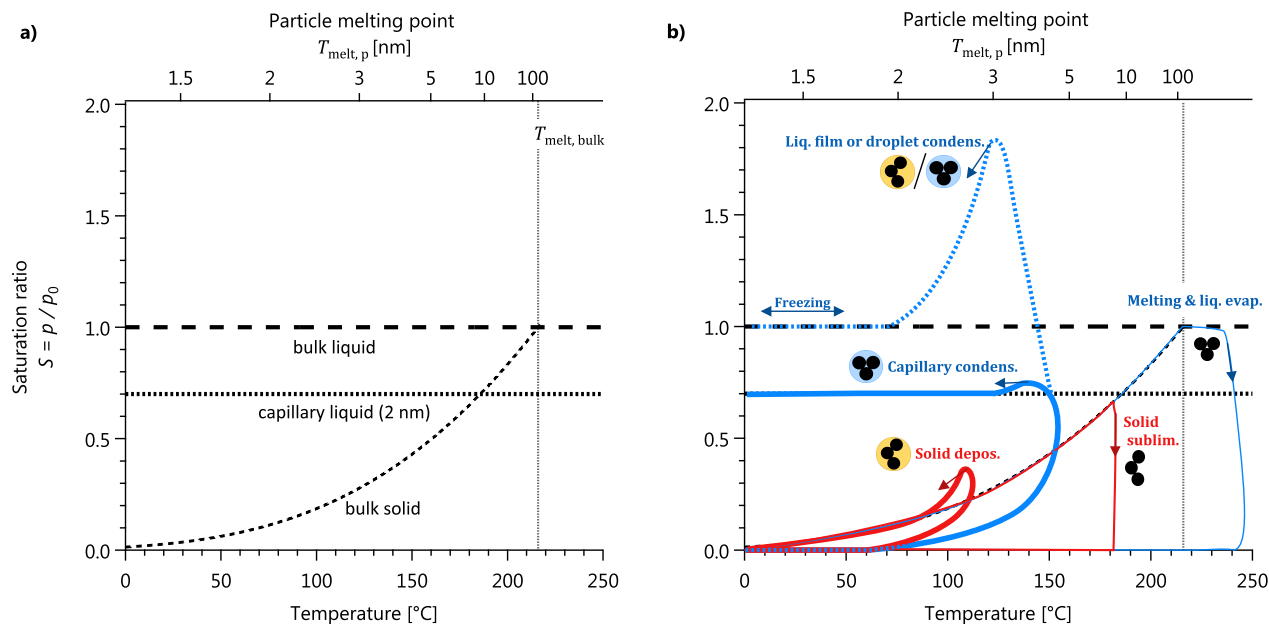 a)
Particle melting point
T melt, p [nm]
1.5 2 3 5 10 100
2.0
1.5
1.0
0.5
0.0
Saturation ratio
S = p / p0
T melt, bulk
bulk liquid
capillary liquid (2 nm)
bulk solid
0 50 100 150 200 250
Temperature [°C]
b)
Particle melting point
T melt, p [nm]
1.5 2 3 5 10 100
2.0
1.5
1.0
0.5
0.0
Liq. film or droplet condens.
Freezing
Melting & liq. evap.
Capillary condens.
Solid depos.
Solid
sublim.
0 50 100 150 200 250
Temperature [°C]